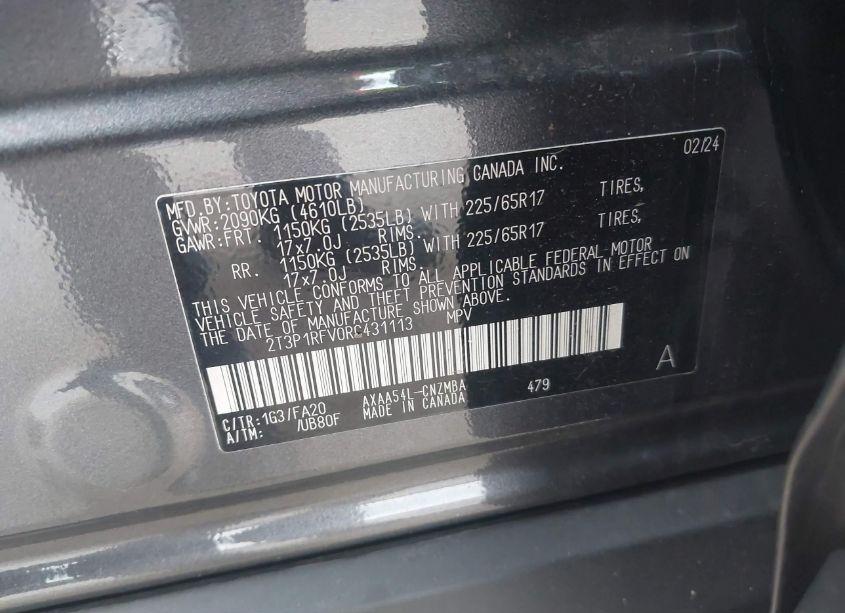 02/24
MFD.BY:TOYOTA MOTOR MANUFACTURING CANADA INC.
GVWR:2090KG (4610LB)
GAWR:FRT. 1150KG (2535LB) WITH 225/65R17 TIRES,
17x7.0J RIMS.
RR. 1150KG (2535LB) WITH 225/65R17 TIRES,
17x7.0J RIMS.
THIS VEHICLE CONFORMS TO ALL APPLICABLE FEDERAL MOTOR
VEHICLE SAFETY AND THEFT PREVENTION STANDARDS IN EFFECT ON
THE DATE OF MANUFACTURE SHOWN ABOVE.
2T3P1RFV0RC431113 MPV
A
C/TR:1G3/FA20 AXAA54L-CNZMBA 479
A/TM: /UB80F MADE IN CANADA